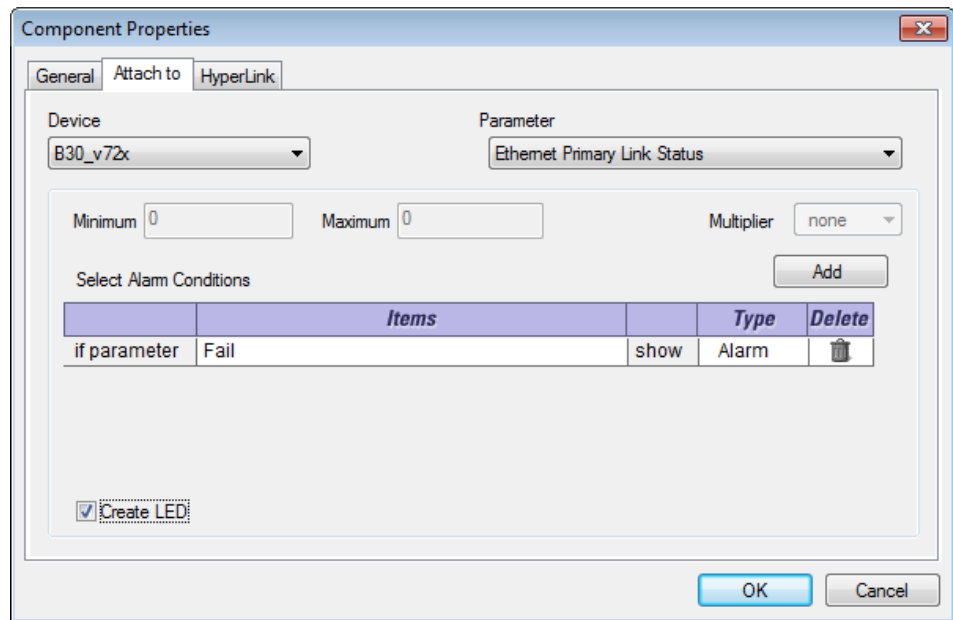 Component Properties
General Attach to HyperLink
Device Parameter
B30_v72x Ethernet Primary Link Status
Minimum 0 Maximum 0 Multiplier none
Select Alarm Conditions Add
Items Type Delete
if parameter Fail show Alarm
Create LED
OK Cancel